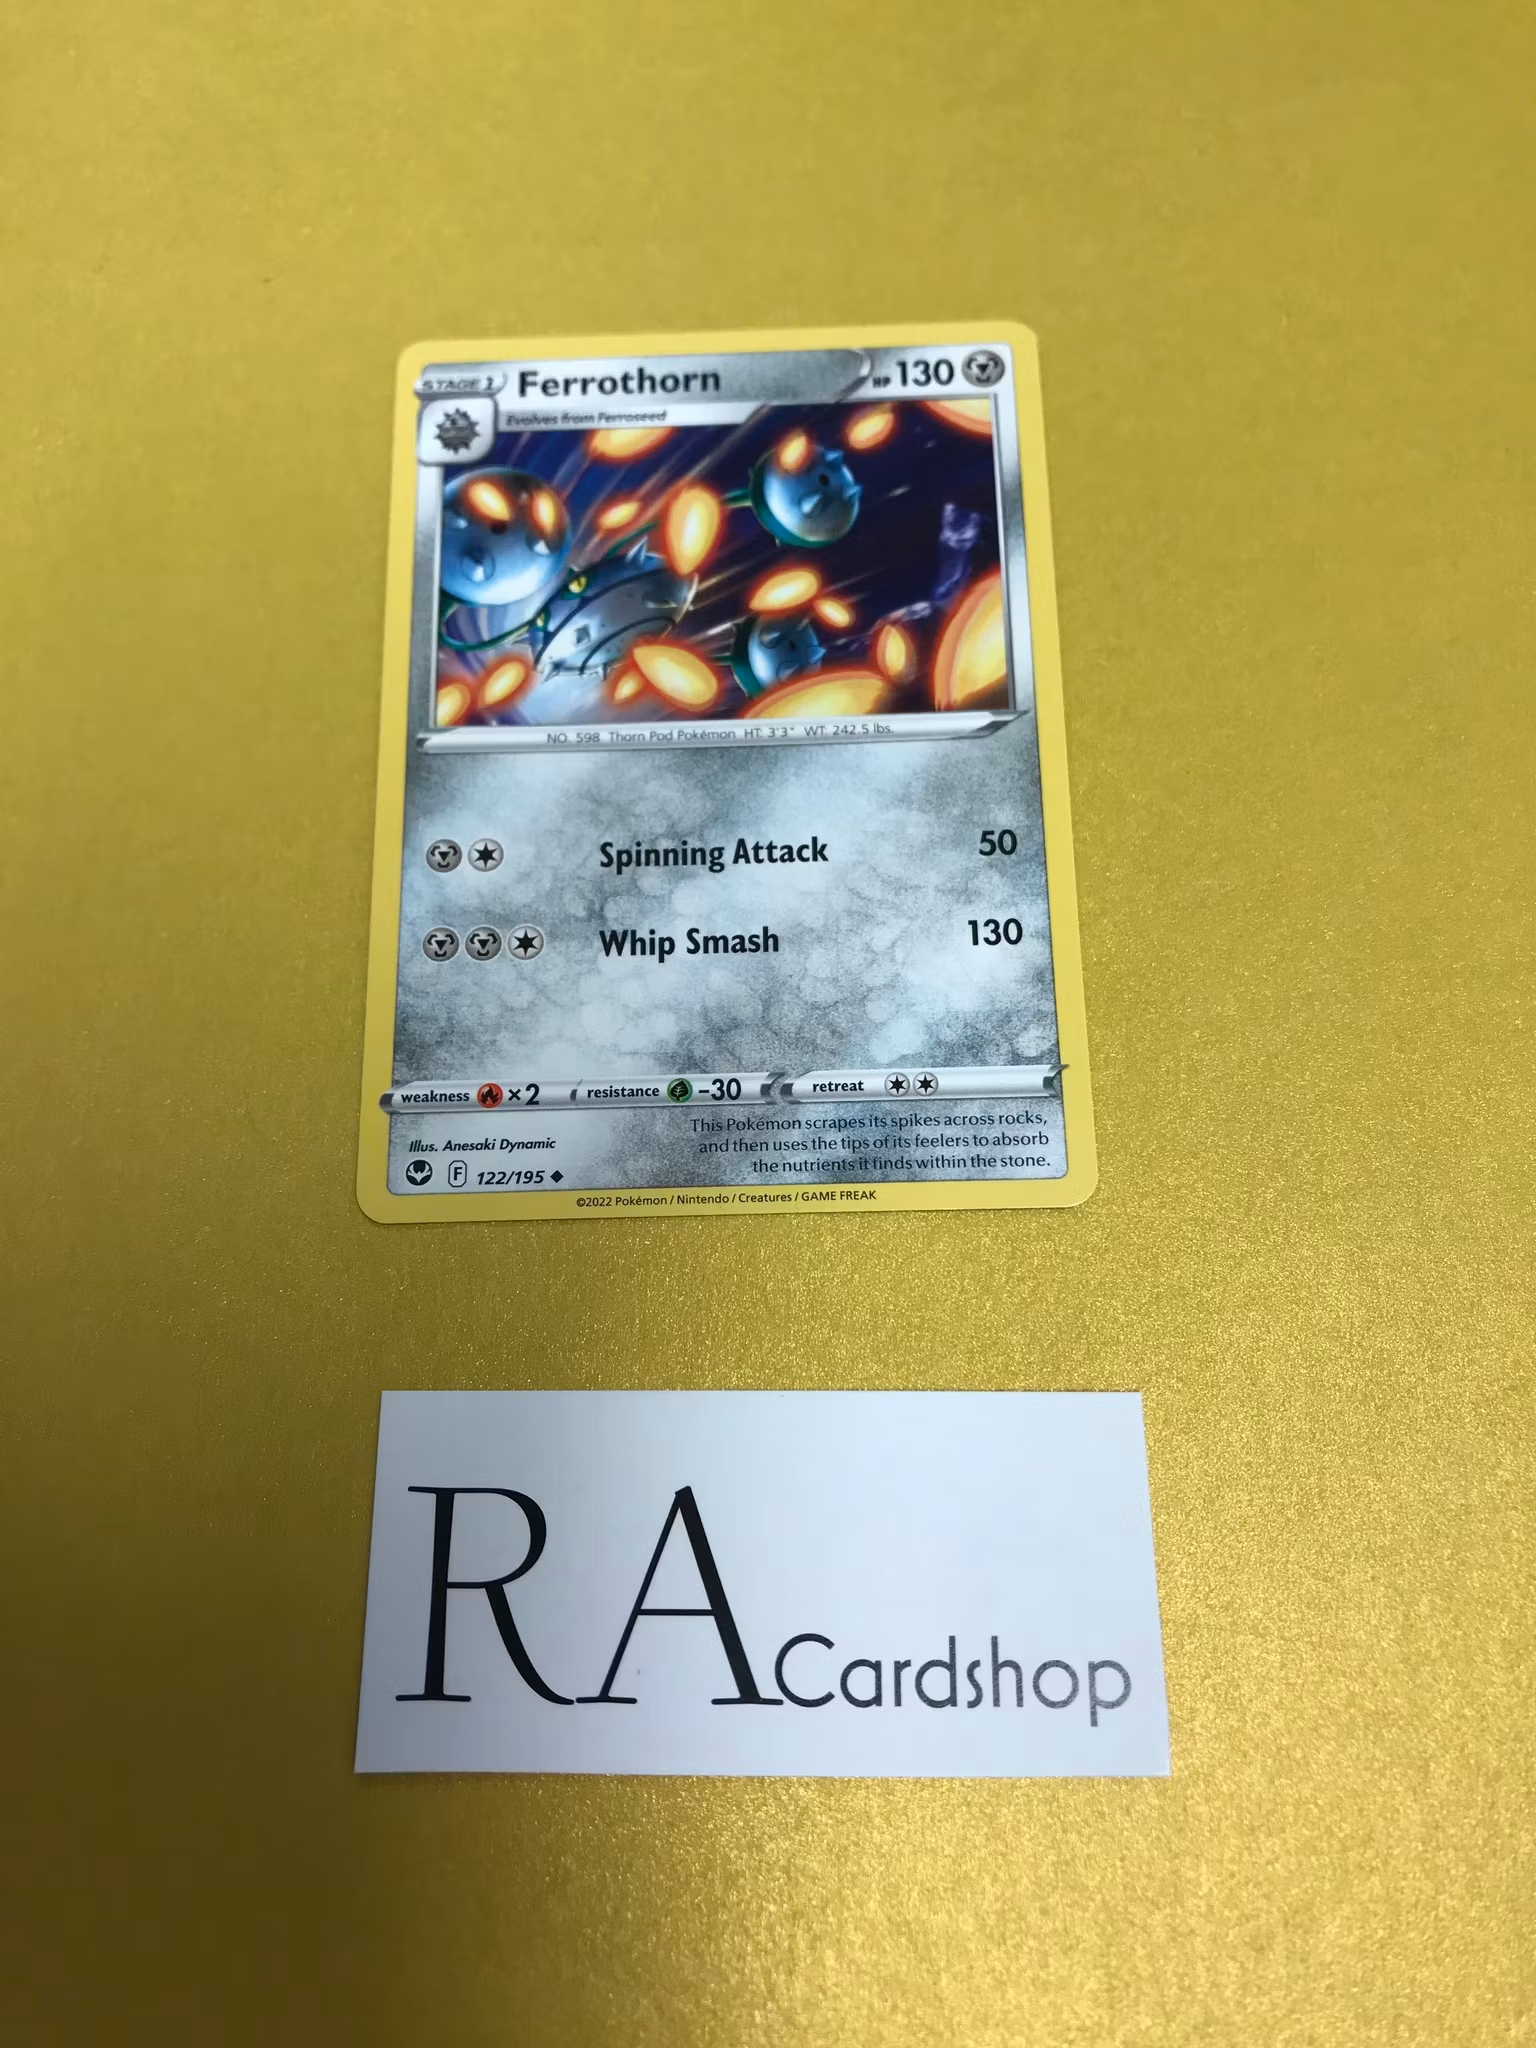 STAGE 1 Ferrothorn HP 130
Evolves from Ferroseed
NO. 598 Thorn Pod Pokémon HT: 3'3" WT: 242.5 lbs.
Spinning Attack 50
Whip Smash 130
weakness ×2 resistance -30 retreat
This Pokémon scrapes its spikes across rocks,
and then uses the tips of its feelers to absorb
the nutrients it finds within the stone.
Illus. Anesaki Dynamic
F 122/195
©2022 Pokémon / Nintendo / Creatures / GAME FREAK
RA Cardshop